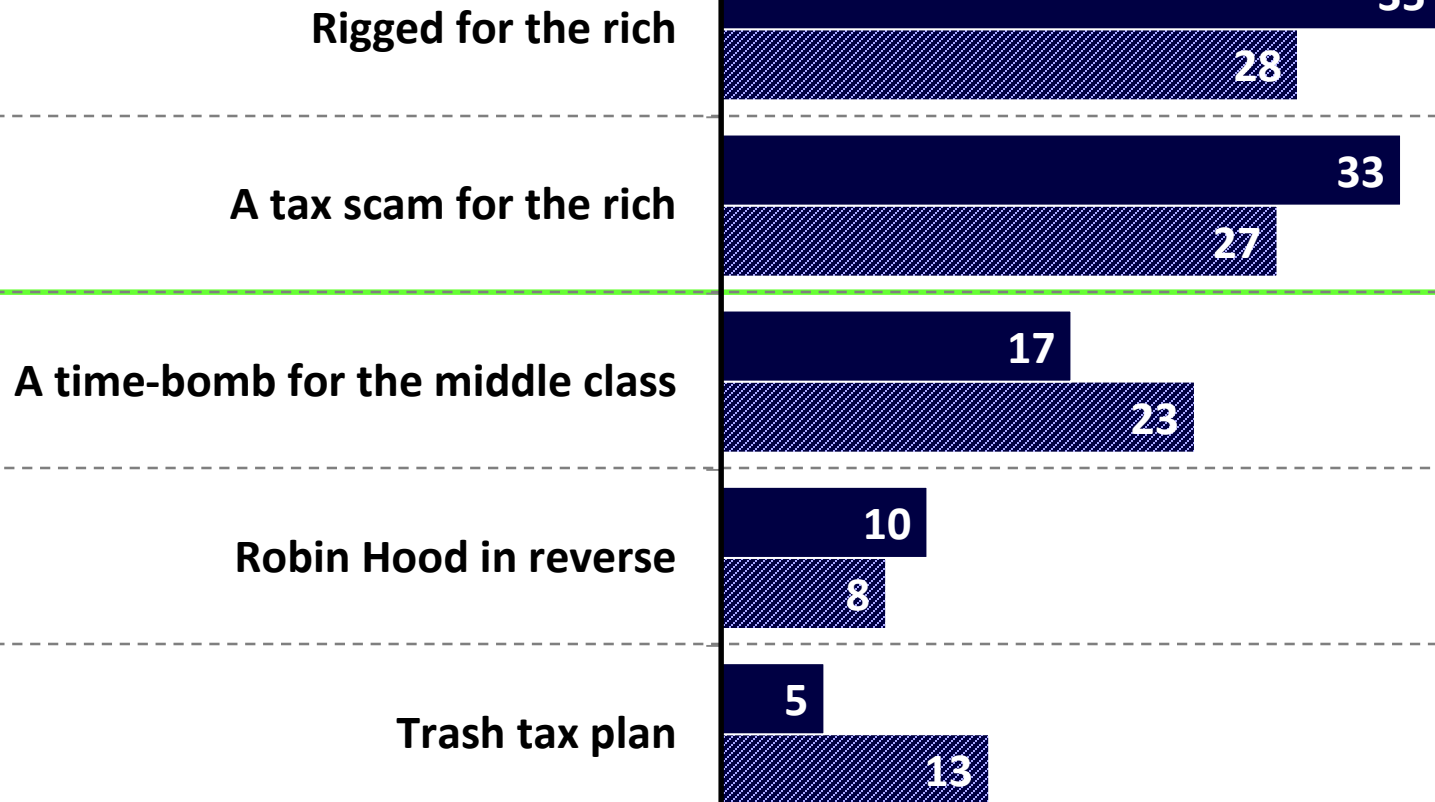 Rigged for the rich
28
A tax scam for the rich
33
27
A time-bomb for the middle class
17
23
Robin Hood in reverse
10
8
Trash tax plan
5
13